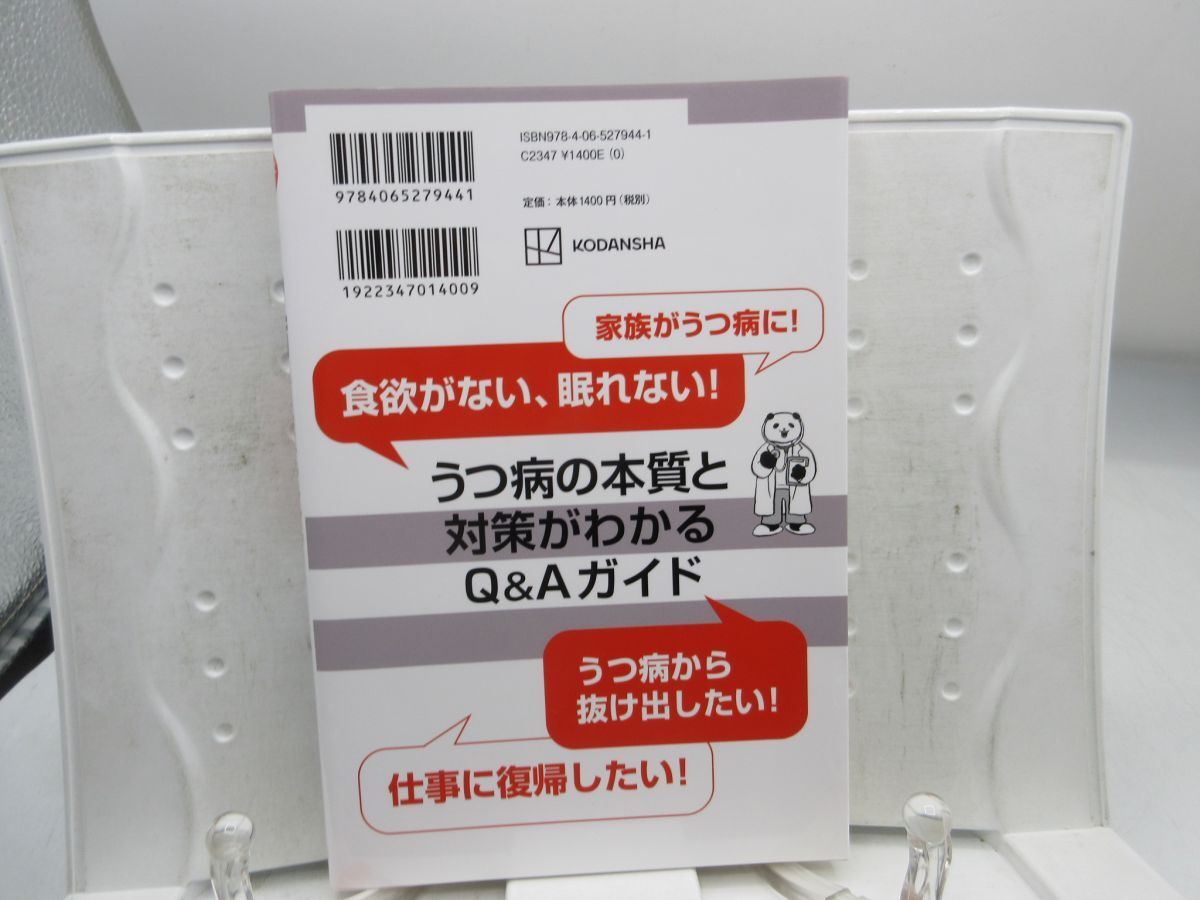 ISBN978-4-06-527944-1
C2347 ¥1400E (0)
9784065279441
定価：本体1400円（税別）
KODANSHA
1922347014009
家族がうつ病に！
食欲がない、眠れない！
うつ病の本質と
対策がわかる
Q&Aガイド
うつ病から
抜け出したい！
仕事に復帰したい！